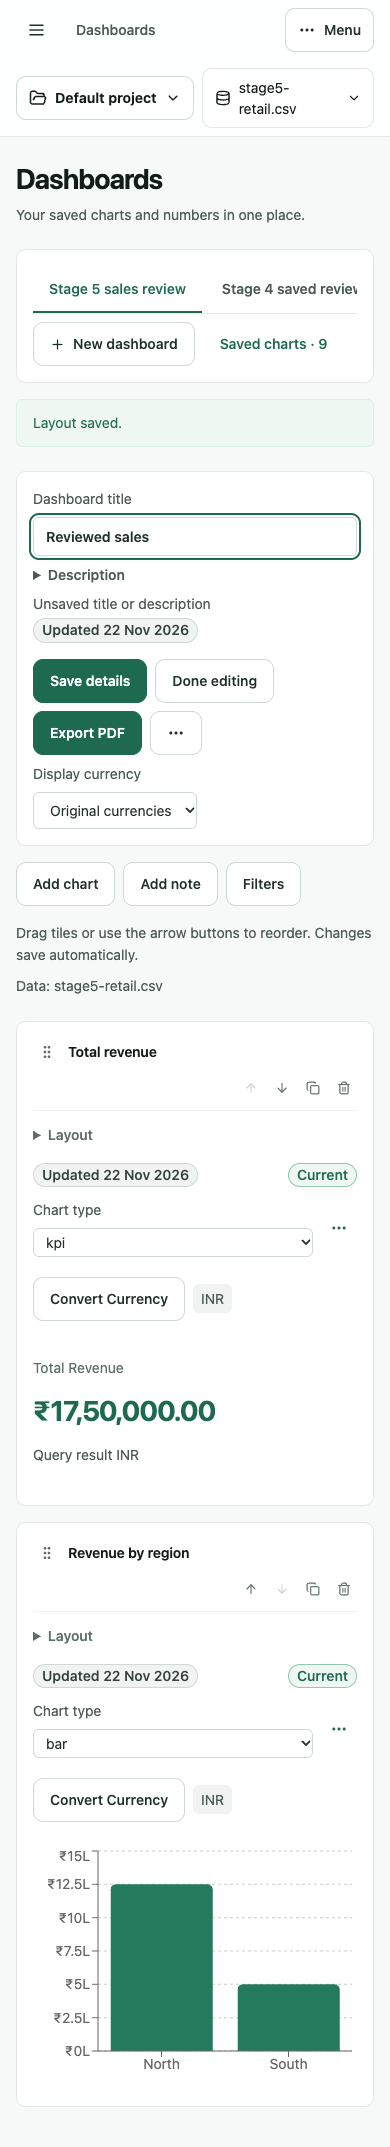 Dashboards
Menu
Default project
stage5-
retail.csv
Dashboards
Your saved charts and numbers in one place.
Stage 5 sales review
Stage 4 saved review
New dashboard
Saved charts · 9
Layout saved.
Dashboard title
Reviewed sales
Description
Unsaved title or description
Updated 22 Nov 2026
Save details
Done editing
Export PDF
Display currency
Original currencies
Add chart
Add note
Filters
Drag tiles or use the arrow buttons to reorder. Changes
save automatically.
Data: stage5-retail.csv
Total revenue
Layout
Updated 22 Nov 2026
Current
Chart type
kpi
Convert Currency
INR
Total Revenue
₹17,50,000.00
Query result INR
Revenue by region
Layout
Updated 22 Nov 2026
Current
Chart type
bar
Convert Currency
INR
₹15L
₹12.5L
₹10L
₹7.5L
₹5L
₹2.5L
₹0L
North
South